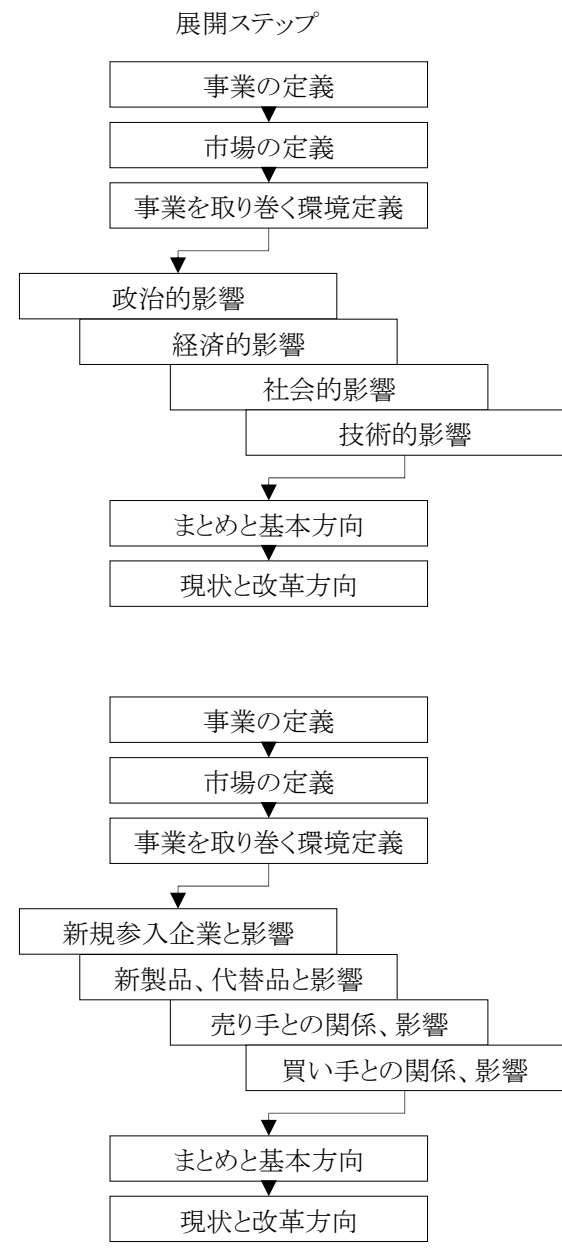 展開ステップ
事業の定義
市場の定義
事業を取り巻く環境定義
政治的影響
経済的影響
社会的影響
技術的影響
まとめと基本方向
現状と改革方向
事業の定義
市場の定義
事業を取り巻く環境定義
新規参入企業と影響
新製品、代替品と影響
売り手との関係、影響
買い手との関係、影響
まとめと基本方向
現状と改革方向